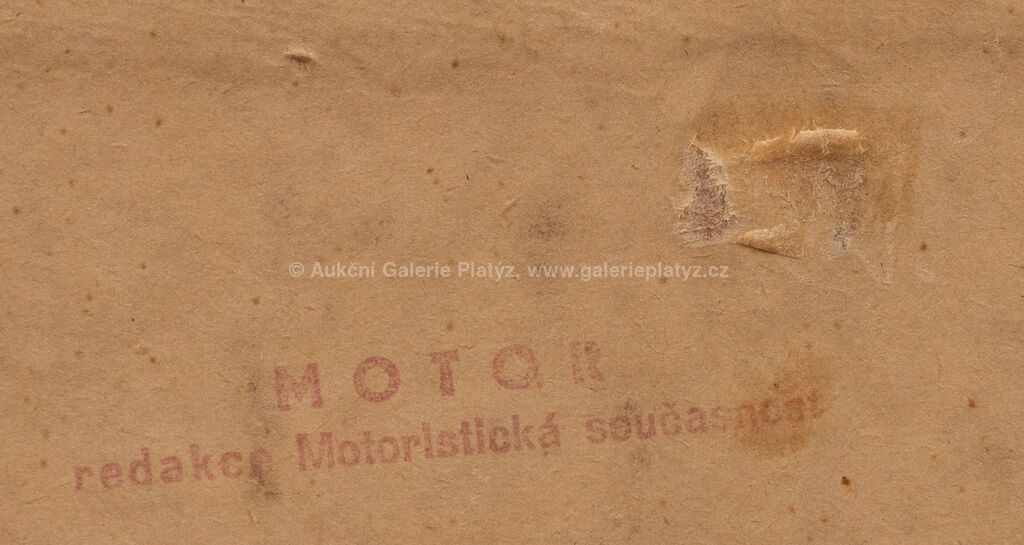 © Aukční Galerie Platýz, www.galerieplatyz.cz
MOTOR
redakce Motoristická současnost